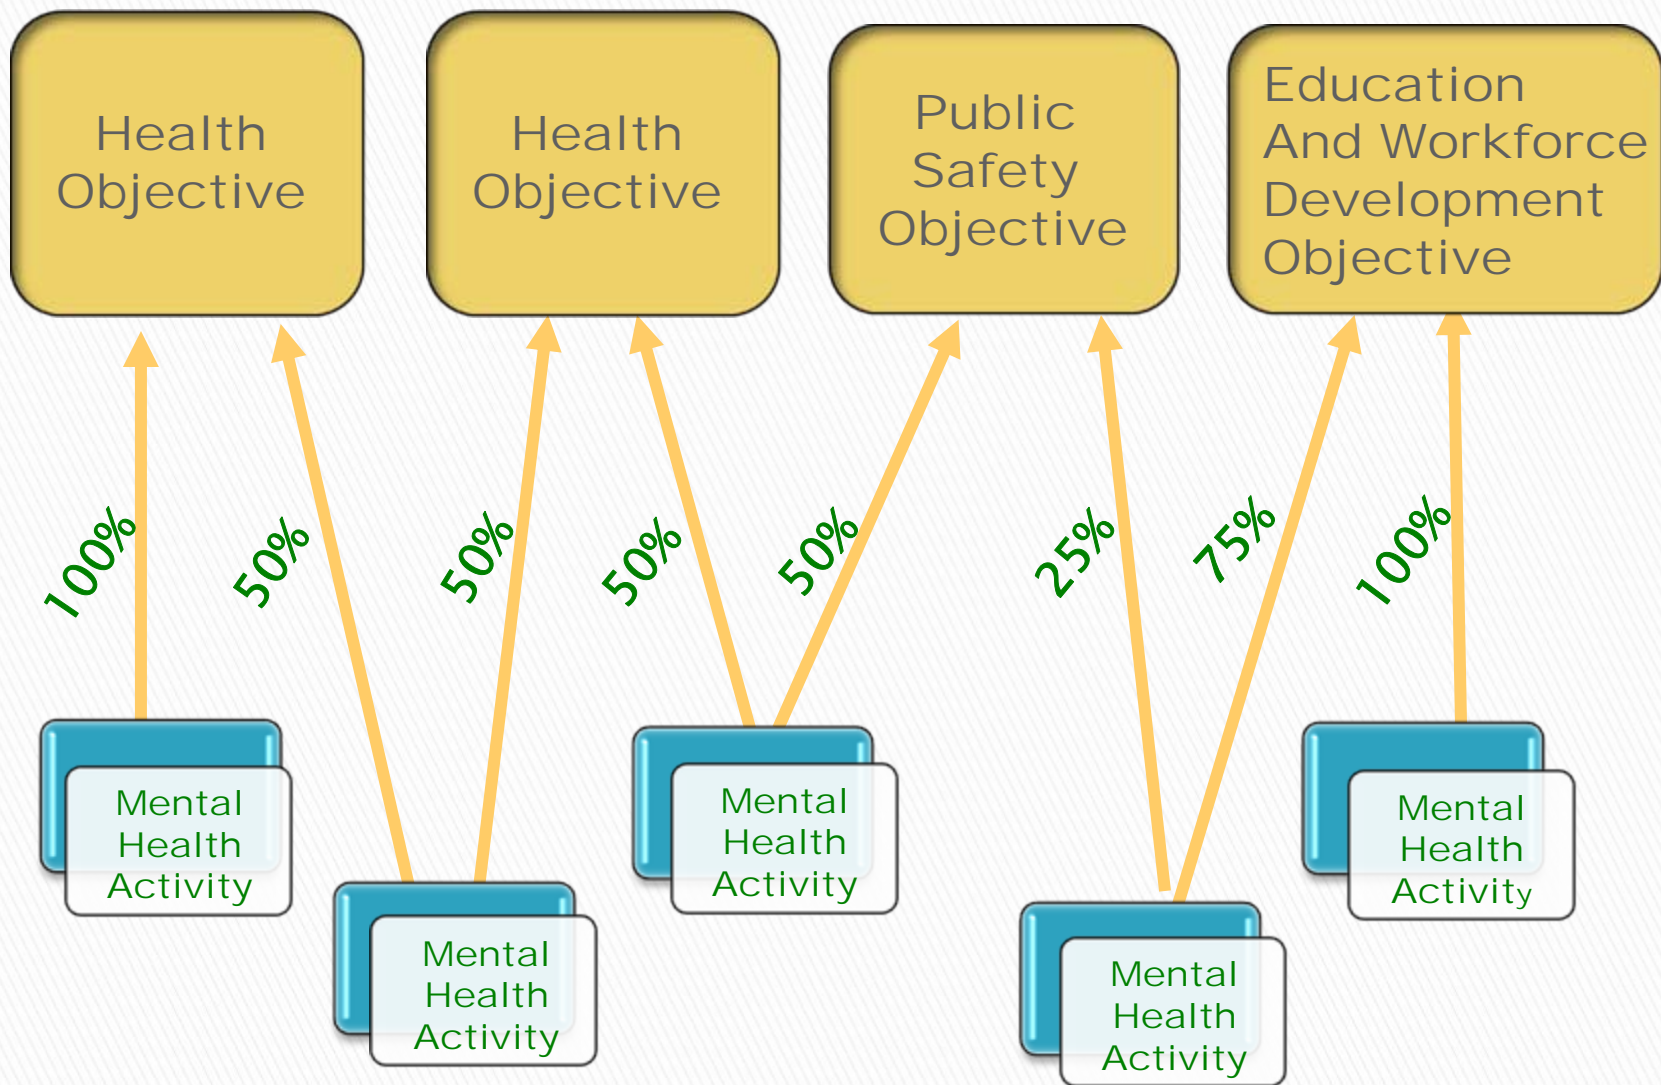 Health
Objective
Health
Objective
Public
Safety
Objective
Education
And Workforce
Development
Objective
100%
50%
50%
50%
50%
25%
75%
100%
Mental
Health
Activity
Mental
Health
Activity
Mental
Health
Activity
Mental
Health
Activity
Mental
Health
Activity